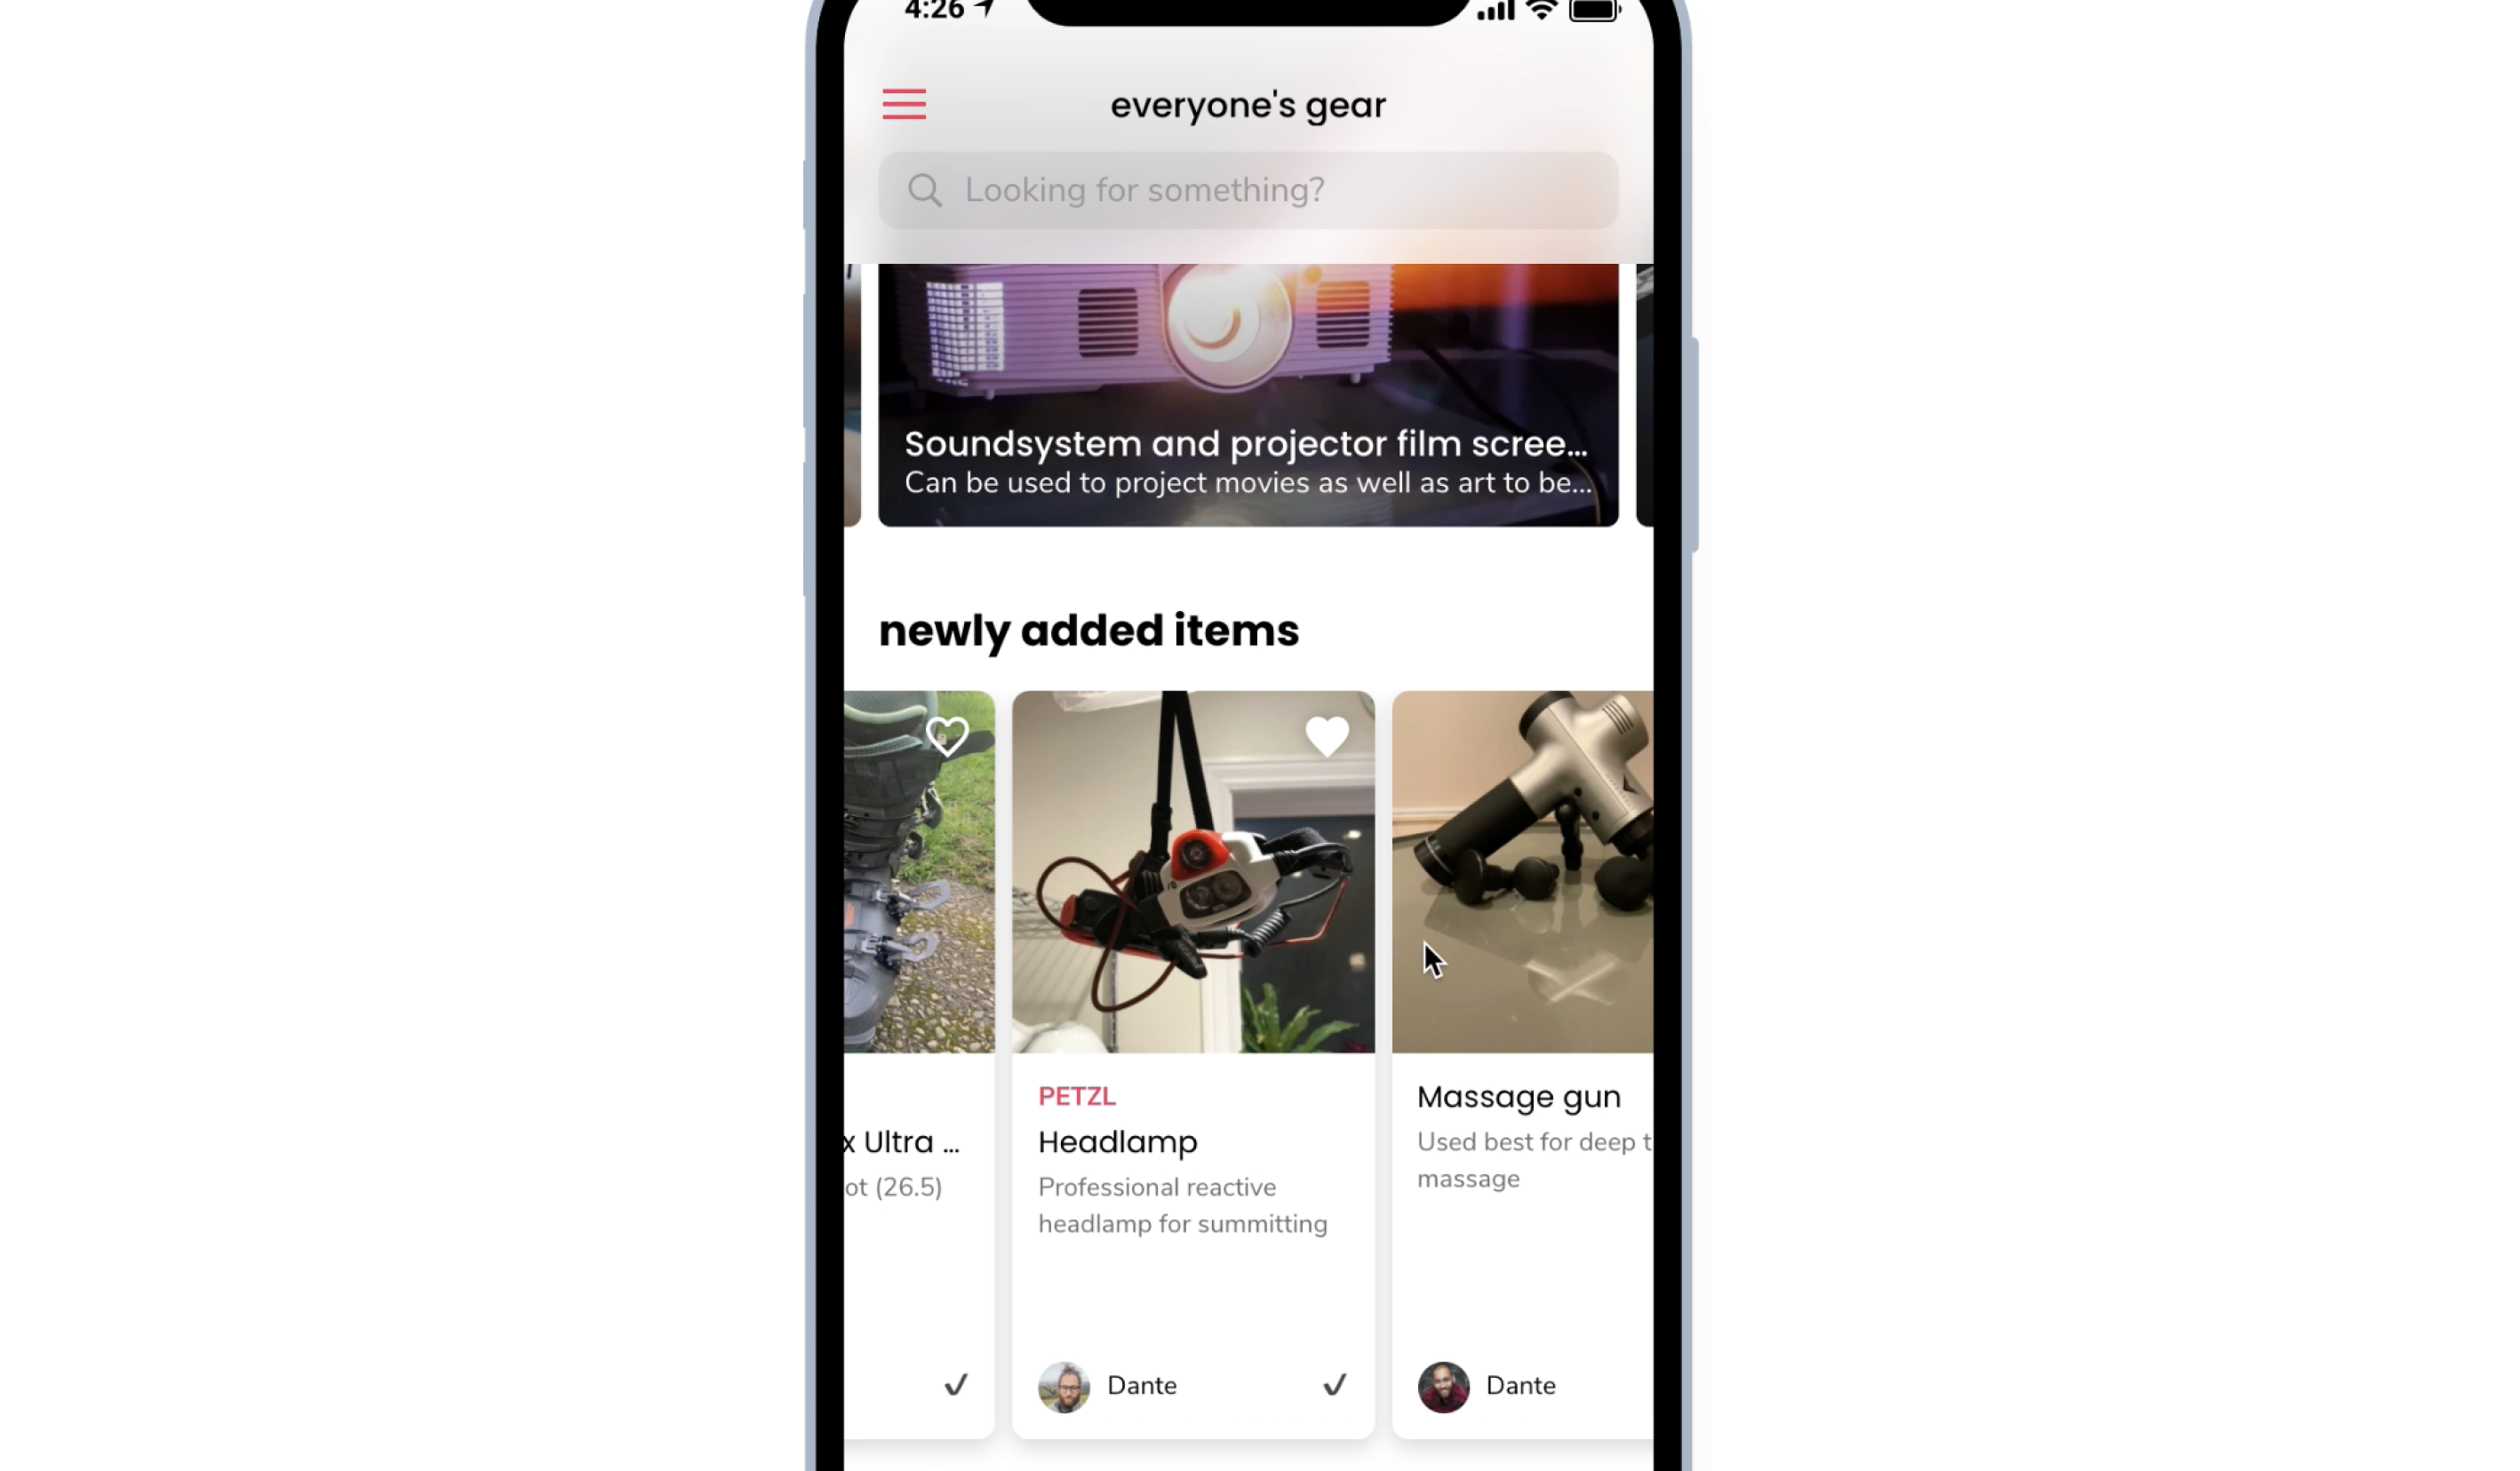 4:26
everyone's gear
Looking for something?
Soundsystem and projector film scree...
Can be used to project movies as well as art to be...
newly added items
x Ultra ...
ot (26.5)
PETZL
Headlamp
Professional reactive
headlamp for summitting
Dante
Massage gun
Used best for deep t
massage
Dante